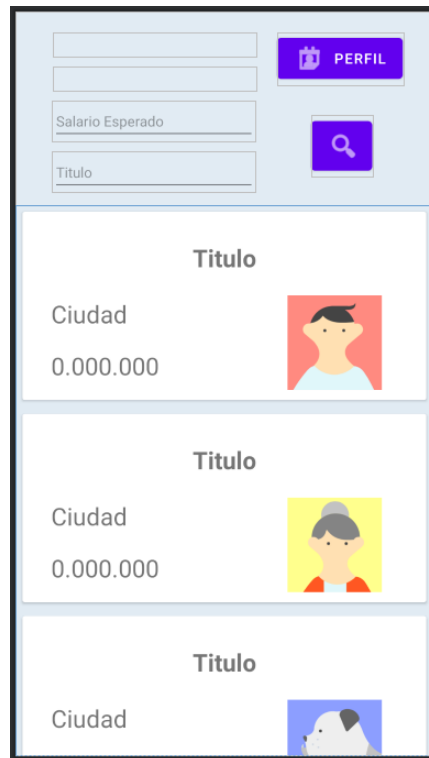 PERFIL
Salario Esperado
Titulo
Titulo
Ciudad
0.000.000
Titulo
Ciudad
0.000.000
Titulo
Ciudad